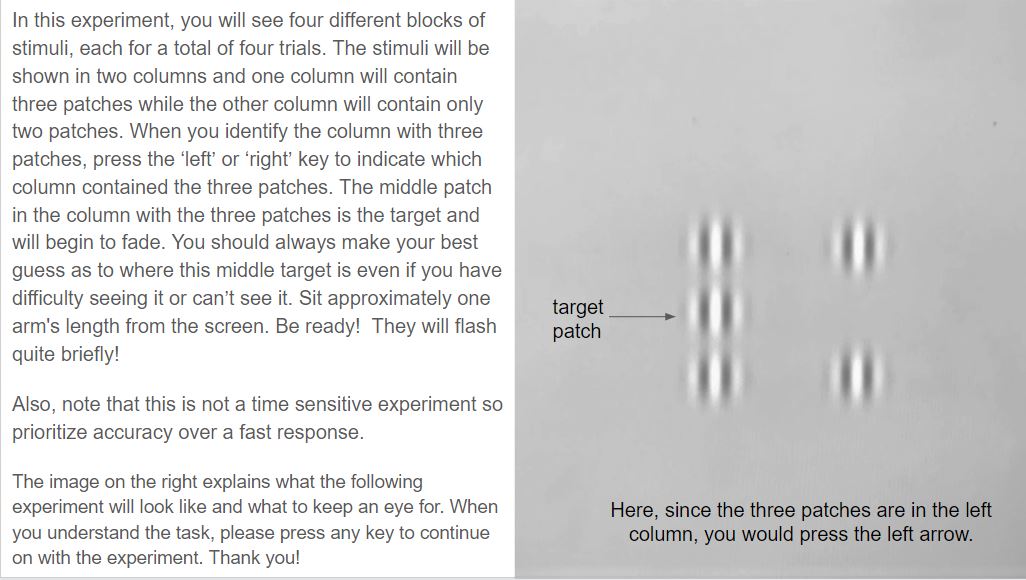 In this experiment, you will see four different blocks of
stimuli, each for a total of four trials. The stimuli will be
shown in two columns and one column will contain
three patches while the other column will contain only
two patches. When you identify the column with three
patches, press the ‘left’ or ‘right’ key to indicate which
column contained the three patches. The middle patch
in the column with the three patches is the target and
will begin to fade. You should always make your best
guess as to where this middle target is even if you have
difficulty seeing it or can’t see it. Sit approximately one
arm's length from the screen. Be ready!  They will flash
quite briefly!
Also, note that this is not a time sensitive experiment so
prioritize accuracy over a fast response.
The image on the right explains what the following
experiment will look like and what to keep an eye for. When
you understand the task, please press any key to continue
on with the experiment. Thank you!
target
patch
Here, since the three patches are in the left
column, you would press the left arrow.